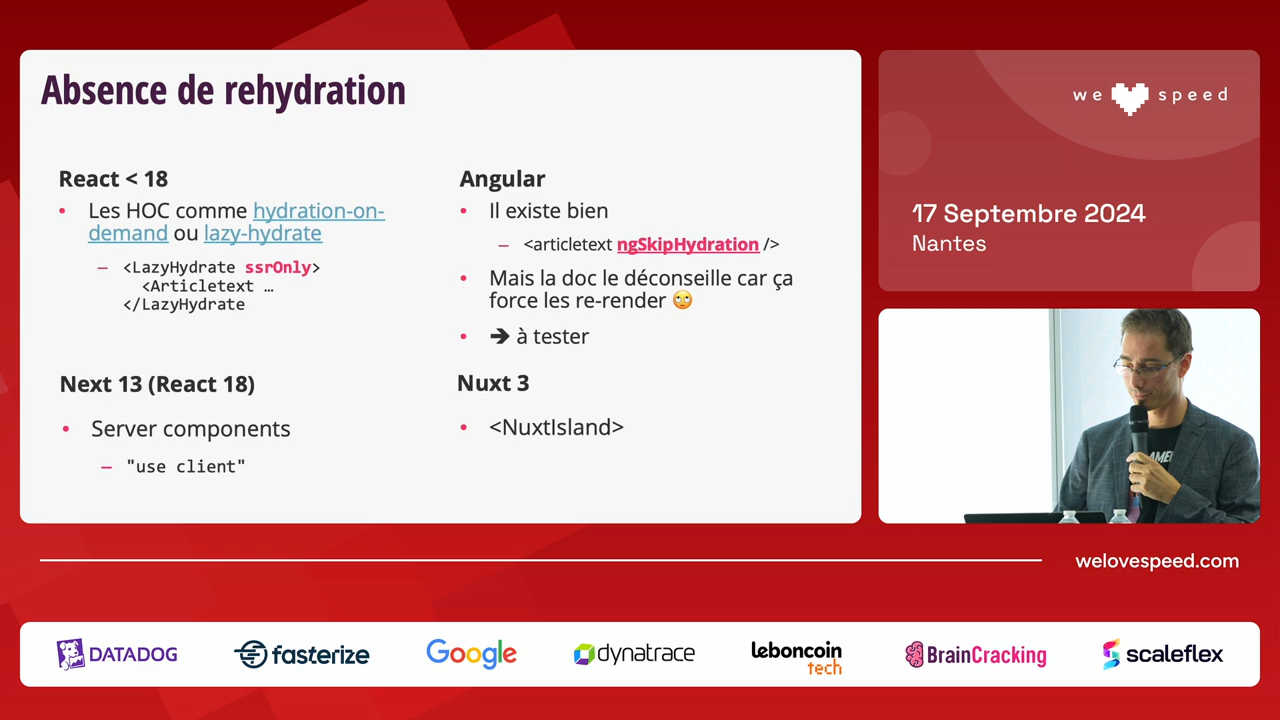 Absence de rehydration
React < 18
• Les HOC comme hydration-on-
demand ou lazy-hydrate
– <LazyHydrate ssrOnly>
<Articletext …
</LazyHydrate
Angular
• Il existe bien
– <articletext ngSkipHydration />
• Mais la doc le déconseille car ça
force les re-render 🙄
• ➔ à tester
Next 13 (React 18)
• Server components
– "use client"
Nuxt 3
• <NuxtIsland>
we speed
17 Septembre 2024
Nantes
welovespeed.com
DATADOG
fasterize
Google
dynatrace
leboncoin
tech
BrainCracking
scaleflex